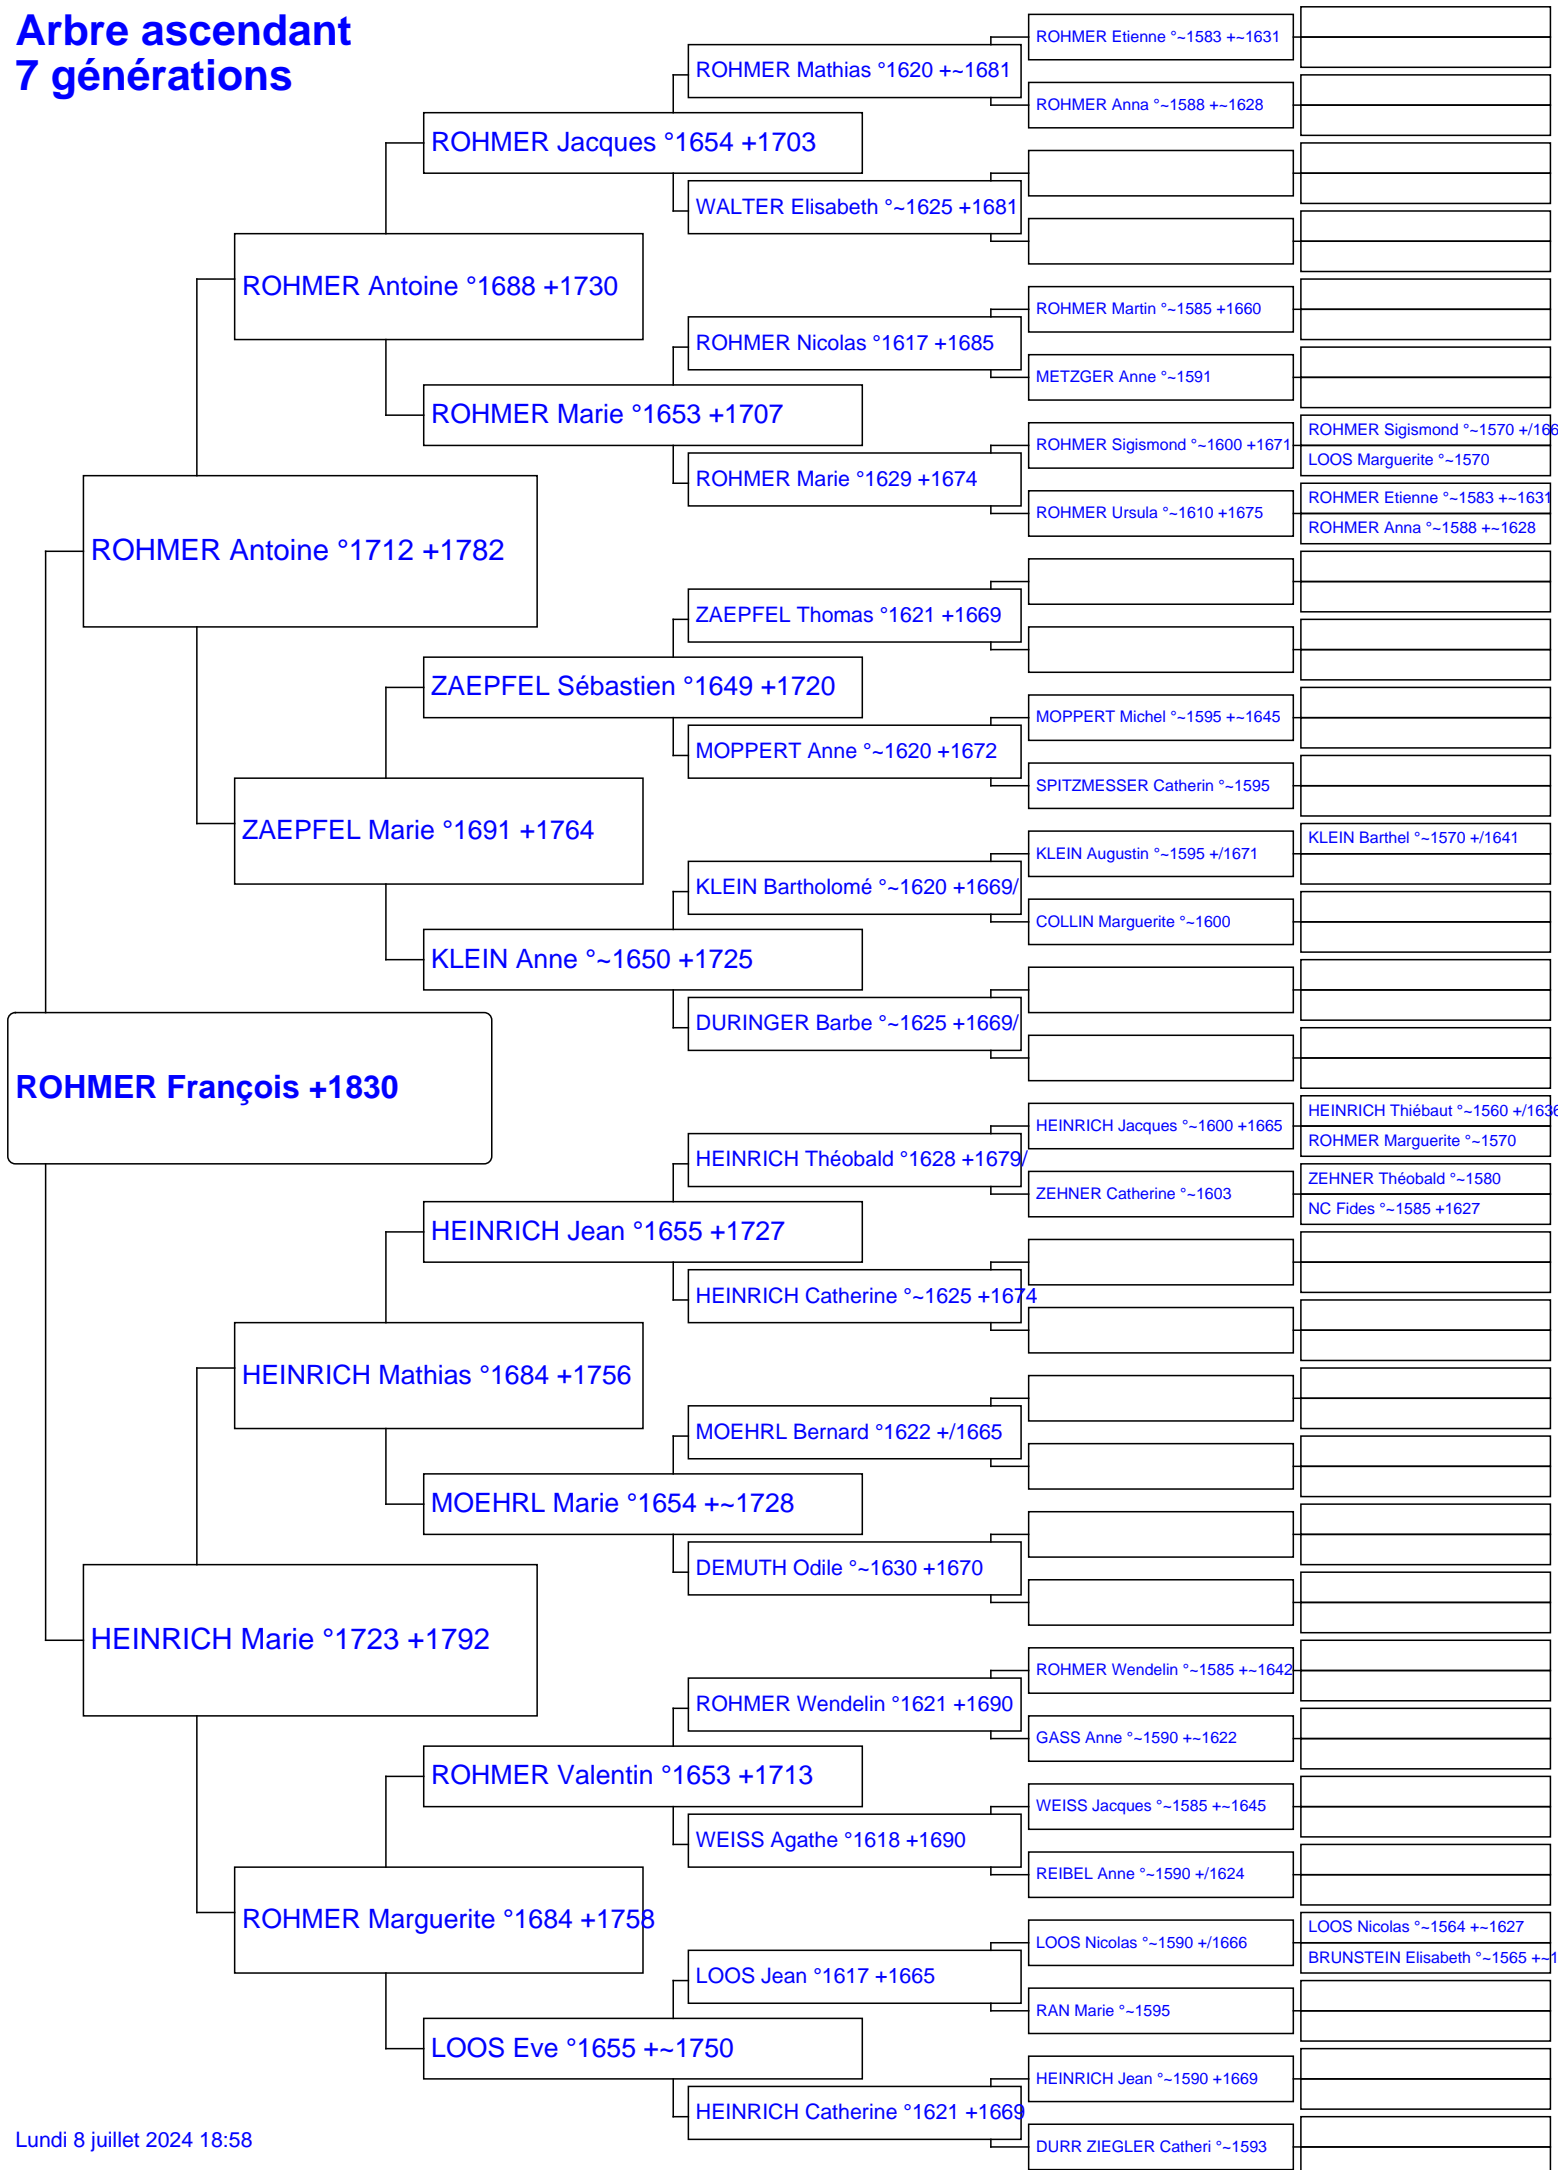 Arbre ascendant
7 générations
ROHMER François +1830
ROHMER Antoine °1712 +1782
HEINRICH Marie °1723 +1792
ROHMER Antoine °1688 +1730
ZAEPFEL Marie °1691 +1764
HEINRICH Mathias °1684 +1756
ROHMER Marguerite °1684 +1758
ROHMER Jacques °1654 +1703
ROHMER Marie °1653 +1707
ZAEPFEL Sébastien °1649 +1720
KLEIN Anne °~1650 +1725
HEINRICH Jean °1655 +1727
MOEHRL Marie °1654 +~1728
ROHMER Valentin °1653 +1713
LOOS Eve °1655 +~1750
ROHMER Mathias °1620 +~1681
WALTER Elisabeth °~1625 +1681
ROHMER Nicolas °1617 +1685
ROHMER Marie °1629 +1674
ZAEPFEL Thomas °1621 +1669
MOPPERT Anne °~1620 +1672
KLEIN Bartholomé °~1620 +1669/
DURINGER Barbe °~1625 +1669/
HEINRICH Théobald °1628 +1679/
HEINRICH Catherine °~1625 +1674
MOEHRL Bernard °1622 +/1665
DEMUTH Odile °~1630 +1670
ROHMER Wendelin °1621 +1690
WEISS Agathe °1618 +1690
LOOS Jean °1617 +1665
HEINRICH Catherine °1621 +1669
ROHMER Etienne °~1583 +~1631
ROHMER Anna °~1588 +~1628
ROHMER Martin °~1585 +1660
METZGER Anne °~1591
ROHMER Sigismond °~1600 +1671
ROHMER Ursula °~1610 +1675
MOPPERT Michel °~1595 +~1645
SPITZMESSER Catherin °~1595
KLEIN Augustin °~1595 +/1671
COLLIN Marguerite °~1600
HEINRICH Jacques °~1600 +1665
ZEHNER Catherine °~1603
ROHMER Wendelin °~1585 +~1642
GASS Anne °~1590 +~1622
WEISS Jacques °~1585 +~1645
REIBEL Anne °~1590 +/1624
LOOS Nicolas °~1590 +/1666
RAN Marie °~1595
HEINRICH Jean °~1590 +1669
DURR ZIEGLER Catheri °~1593
ROHMER Sigismond °~1570 +/166
LOOS Marguerite °~1570
ROHMER Etienne °~1583 +~1631
ROHMER Anna °~1588 +~1628
KLEIN Barthel °~1570 +/1641
HEINRICH Thiébaut °~1560 +/1636
ROHMER Marguerite °~1570
ZEHNER Théobald °~1580
NC Fides °~1585 +1627
LOOS Nicolas °~1564 +~1627
BRUNSTEIN Elisabeth °~1565 +~1
Lundi 8 juillet 2024 18:58